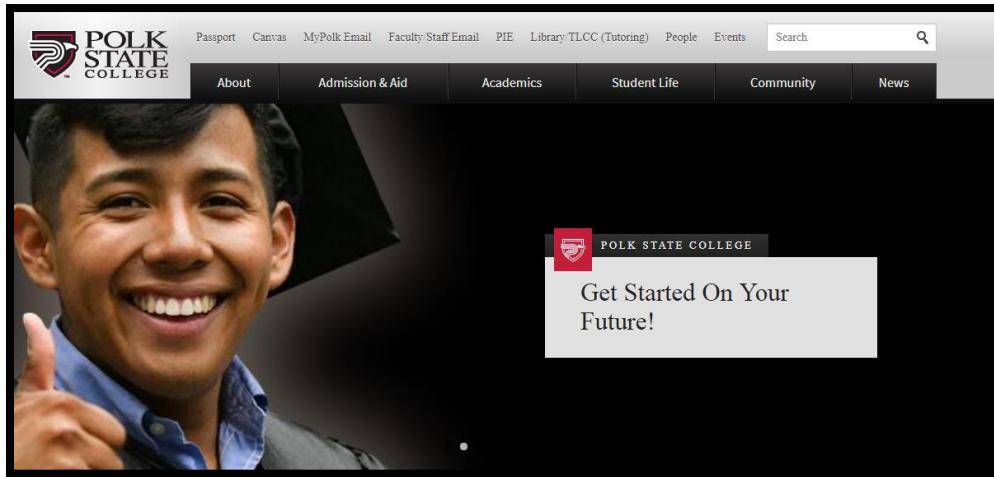 POLK
STATE
COLLEGE
Passport Canvas MyPolk Email Faculty/Staff Email PIE Library/TLCC (Tutoring) People Events Search
About Admission & Aid Academics Student Life Community News
POLK STATE COLLEGE
Get Started On Your
Future!